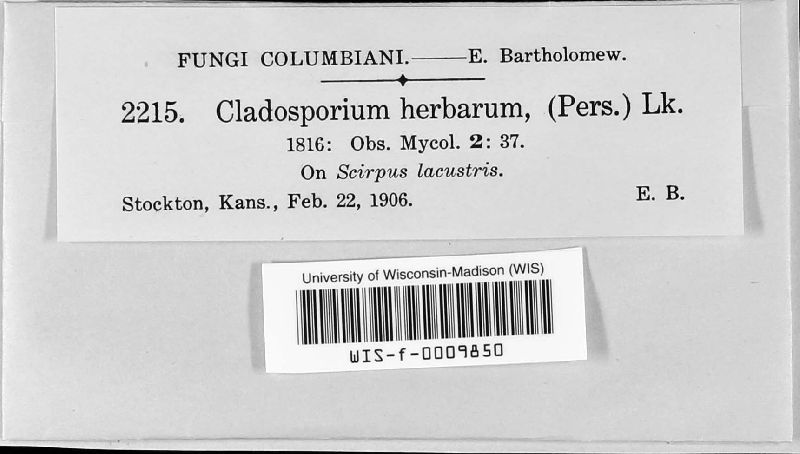 FUNGI COLUMBIANI.——E. Bartholomew.
2215. Cladosporium herbarum, (Pers.) Lk.
1816: Obs. Mycol. 2: 37.
On Scirpus lacustris.
Stockton, Kans., Feb. 22, 1906. E. B.
University of Wisconsin-Madison (WIS)
WIS-f-0009850